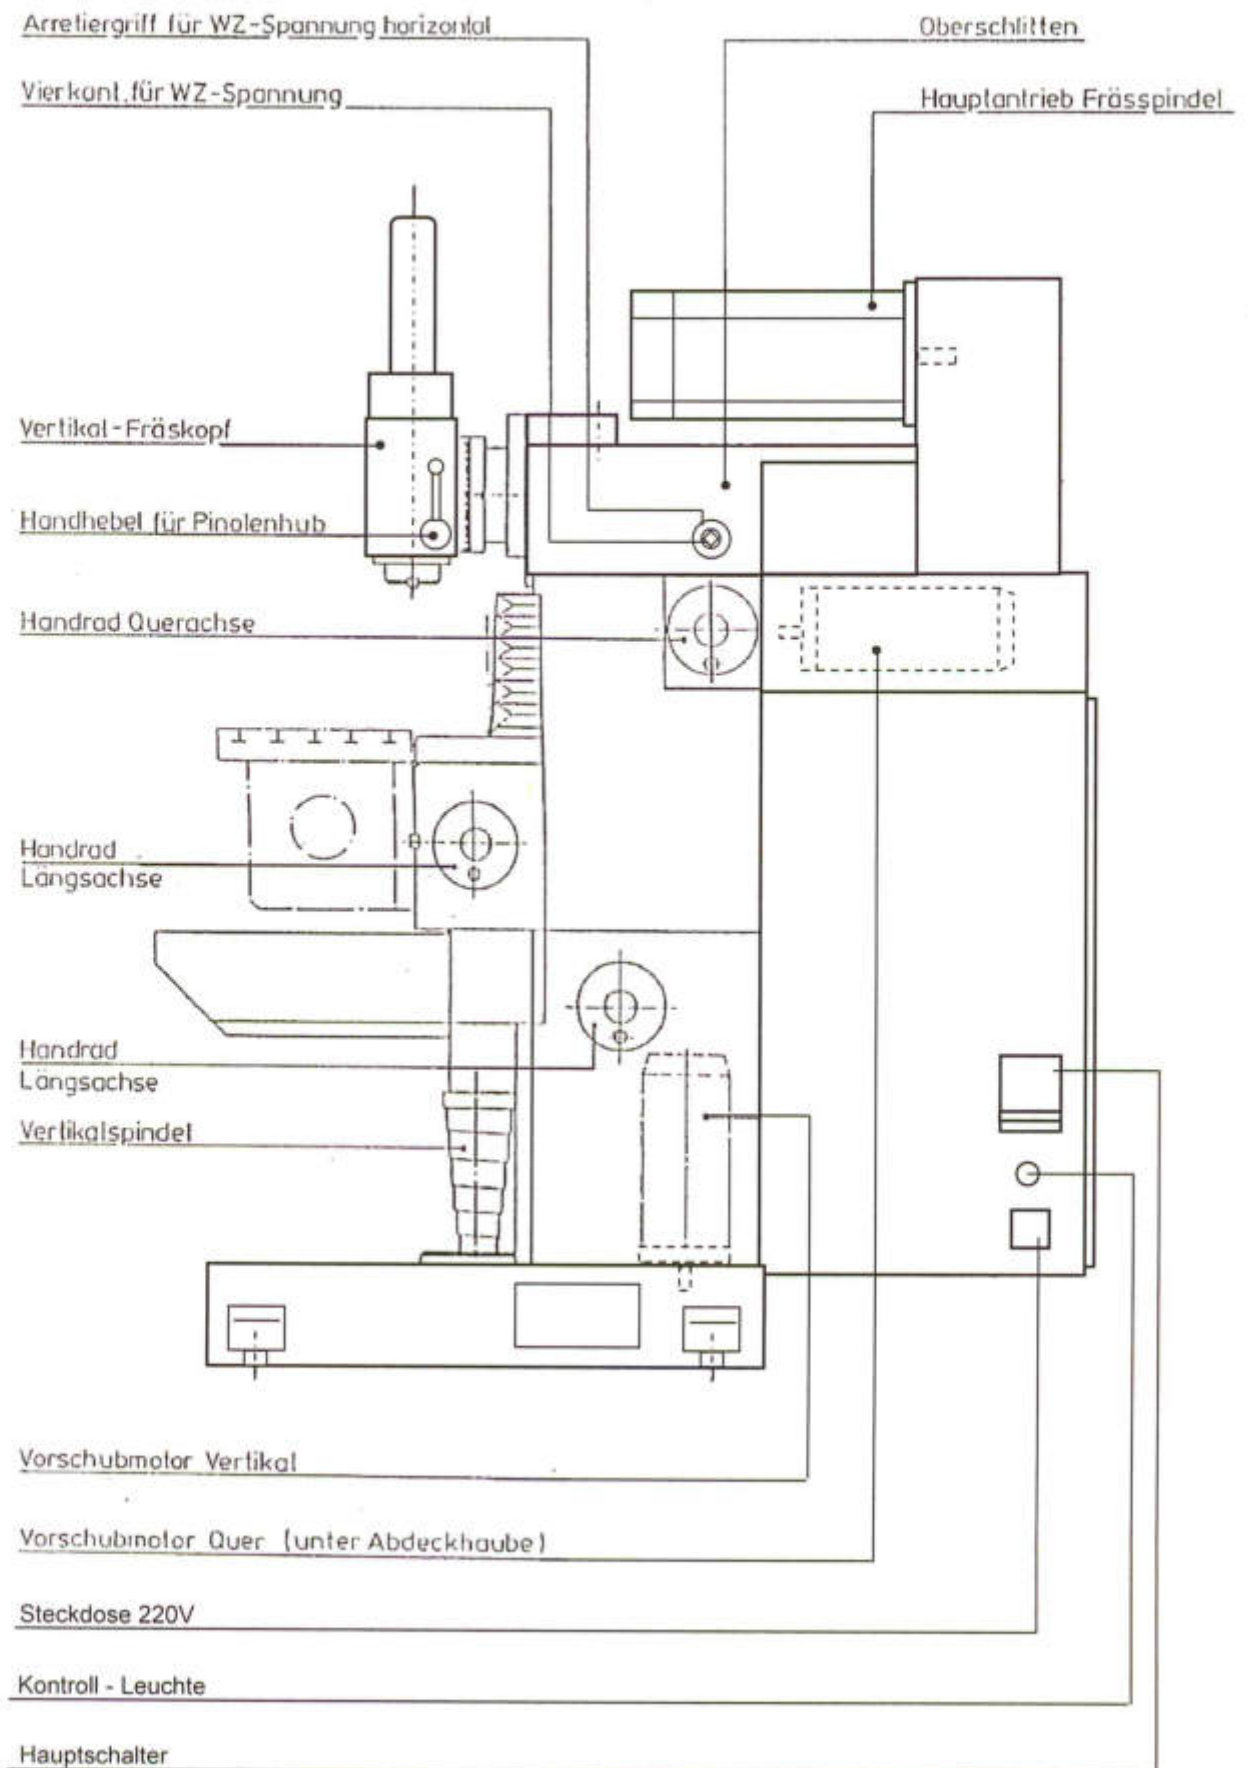 Arretiergriff für WZ-Spannung horizontal
Oberschlitten
Vierkant.für WZ-Spannung
Hauptantrieb Frässpindel
Vertikal-Fräskopf
Handhebel für Pinolenhub
Handrad Querachse
Handrad
Längsachse
Handrad
Längsachse
Vertikalspindel
Vorschubmotor Vertikal
Vorschubmotor Quer (unter Abdeckhaube)
Steckdose 220V
Kontroll - Leuchte
Hauptschalter